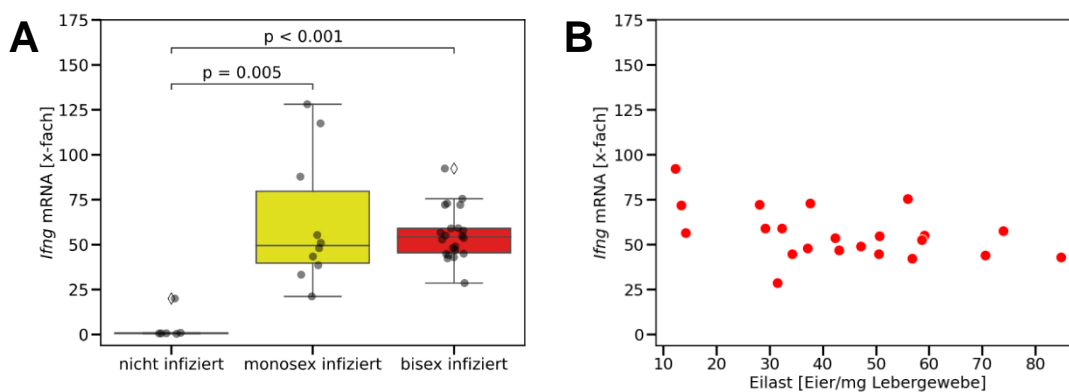 A
Ifng mRNA [x-fach]
175
150
125
100
75
50
25
0
p < 0.001
p = 0.005
nicht infiziert
monosex infiziert
bisex infiziert
B
Ifng mRNA [x-fach]
175
150
125
100
75
50
25
0
10 20 30 40 50 60 70 80
Eilast [Eier/mg Lebergewebe]